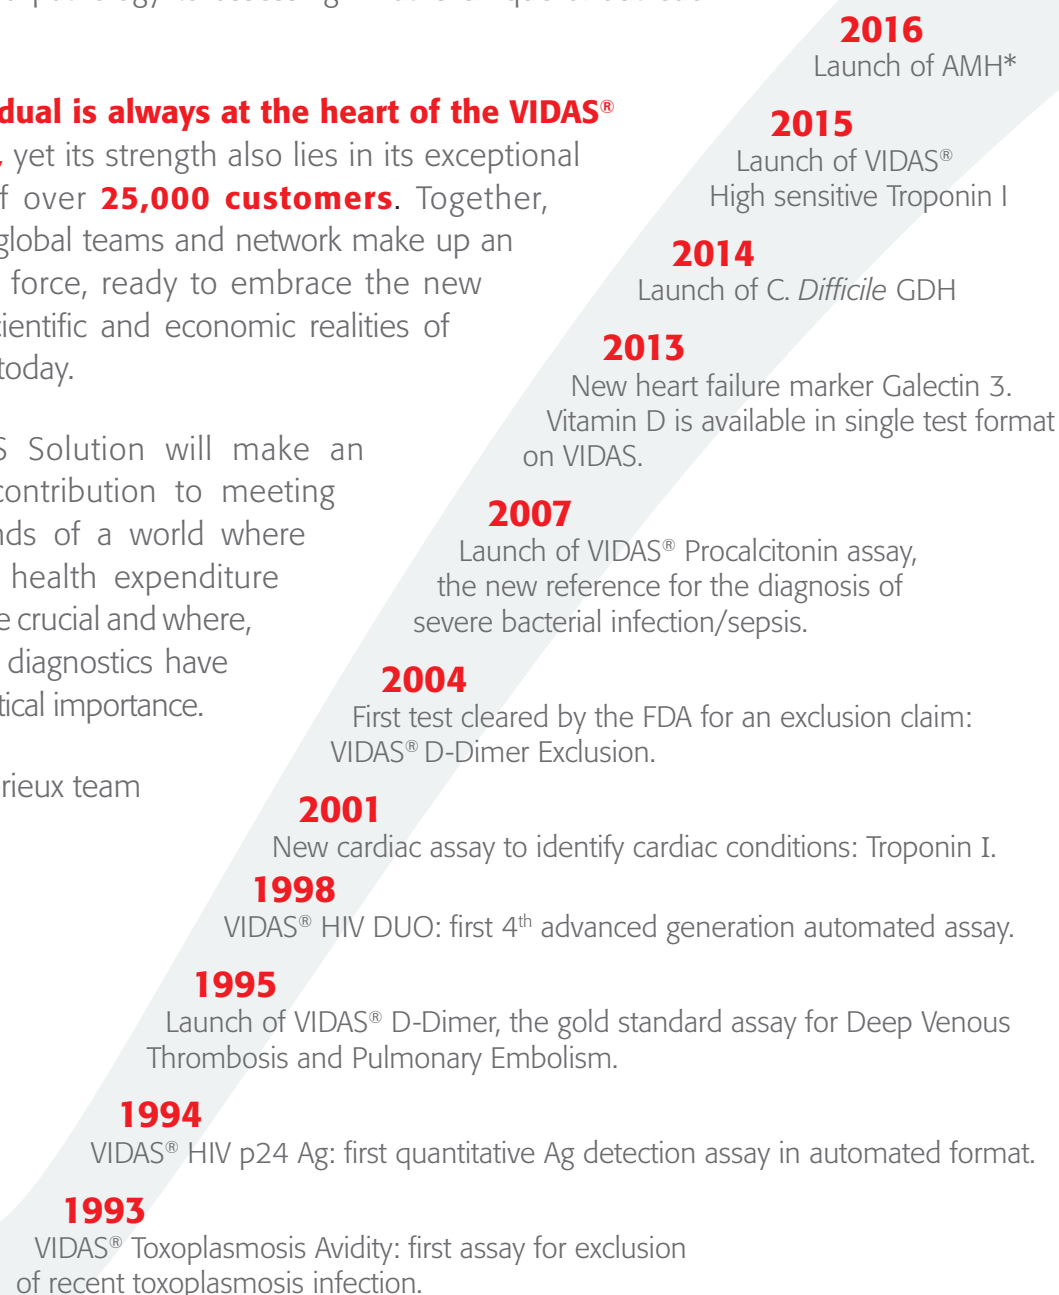 2016
Launch of AMH*
dual is always at the heart of the VIDAS®
, yet its strength also lies in its exceptional
f over 25,000 customers. Together,
global teams and network make up an
force, ready to embrace the new
cientific and economic realities of
today.
S Solution will make an
contribution to meeting
nds of a world where
health expenditure
e crucial and where,
diagnostics have
tical importance.
rieux team
2015
Launch of VIDAS®
High sensitive Troponin I
2014
Launch of C. Difficile GDH
2013
New heart failure marker Galectin 3.
Vitamin D is available in single test format
on VIDAS.
2007
Launch of VIDAS® Procalcitonin assay,
the new reference for the diagnosis of
severe bacterial infection/sepsis.
2004
First test cleared by the FDA for an exclusion claim:
VIDAS® D-Dimer Exclusion.
2001
New cardiac assay to identify cardiac conditions: Troponin I.
1998
VIDAS® HIV DUO: first 4th advanced generation automated assay.
1995
Launch of VIDAS® D-Dimer, the gold standard assay for Deep Venous
Thrombosis and Pulmonary Embolism.
1994
VIDAS® HIV p24 Ag: first quantitative Ag detection assay in automated format.
1993
VIDAS® Toxoplasmosis Avidity: first assay for exclusion
of recent toxoplasmosis infection.